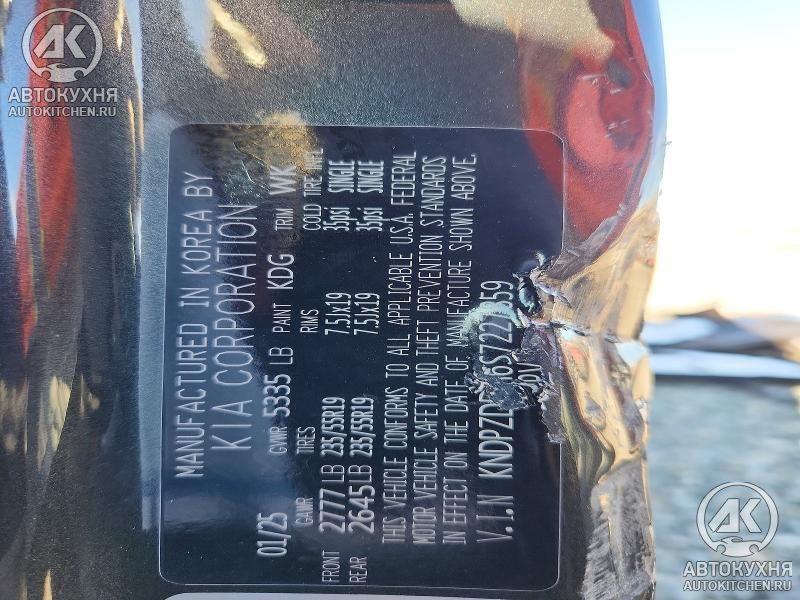 АК
АВТОКУХНЯ
AUTOKITCHEN.RU
MANUFACTURED IN KOREA BY
KIA CORPORATION
01/25 GVWR 5335 LB PAINT KDG TRIM WK
GAWR TIRES RIMS COLD TIRE INFL
FRONT 2777 LB 235/55R19 7.5Jx19 35psi SINGLE
REAR 2645 LB 235/55R19 7.5Jx19 35psi SINGLE
THIS VEHICLE CONFORMS TO ALL APPLICABLE U.S.A. FEDERAL
MOTOR VEHICLE SAFETY AND THEFT PREVENTION STANDARDS
IN EFFECT ON THE DATE OF MANUFACTURE SHOWN ABOVE.
V.I.N
АК
АВТОКУХНЯ
AUTOKITCHEN.RU